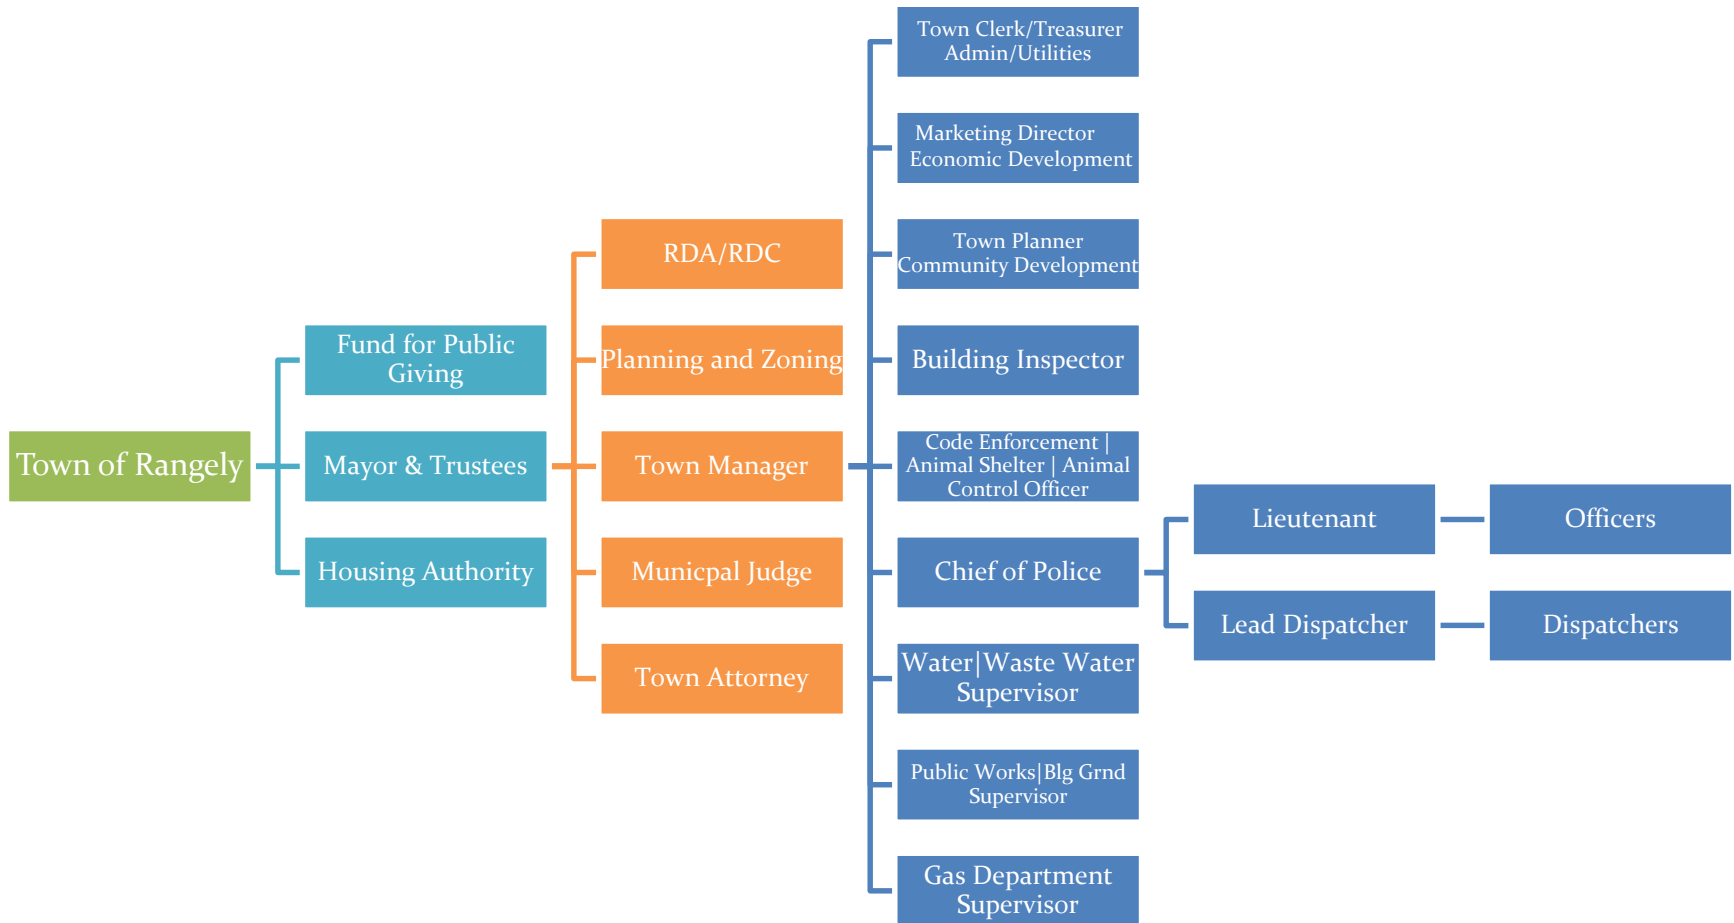 Town of Rangely
Fund for Public
Giving
Mayor & Trustees
Housing Authority
RDA/RDC
Planning and Zoning
Town Manager
Municpal Judge
Town Attorney
Town Clerk/Treasurer
Admin/Utilities
Marketing Director
Economic Development
Town Planner
Community Development
Building Inspector
Code Enforcement |
Animal Shelter | Animal
Control Officer
Chief of Police
Water|Waste Water
Supervisor
Public Works|Blg Grnd
Supervisor
Gas Department
Supervisor
Lieutenant
Lead Dispatcher
Officers
Dispatchers